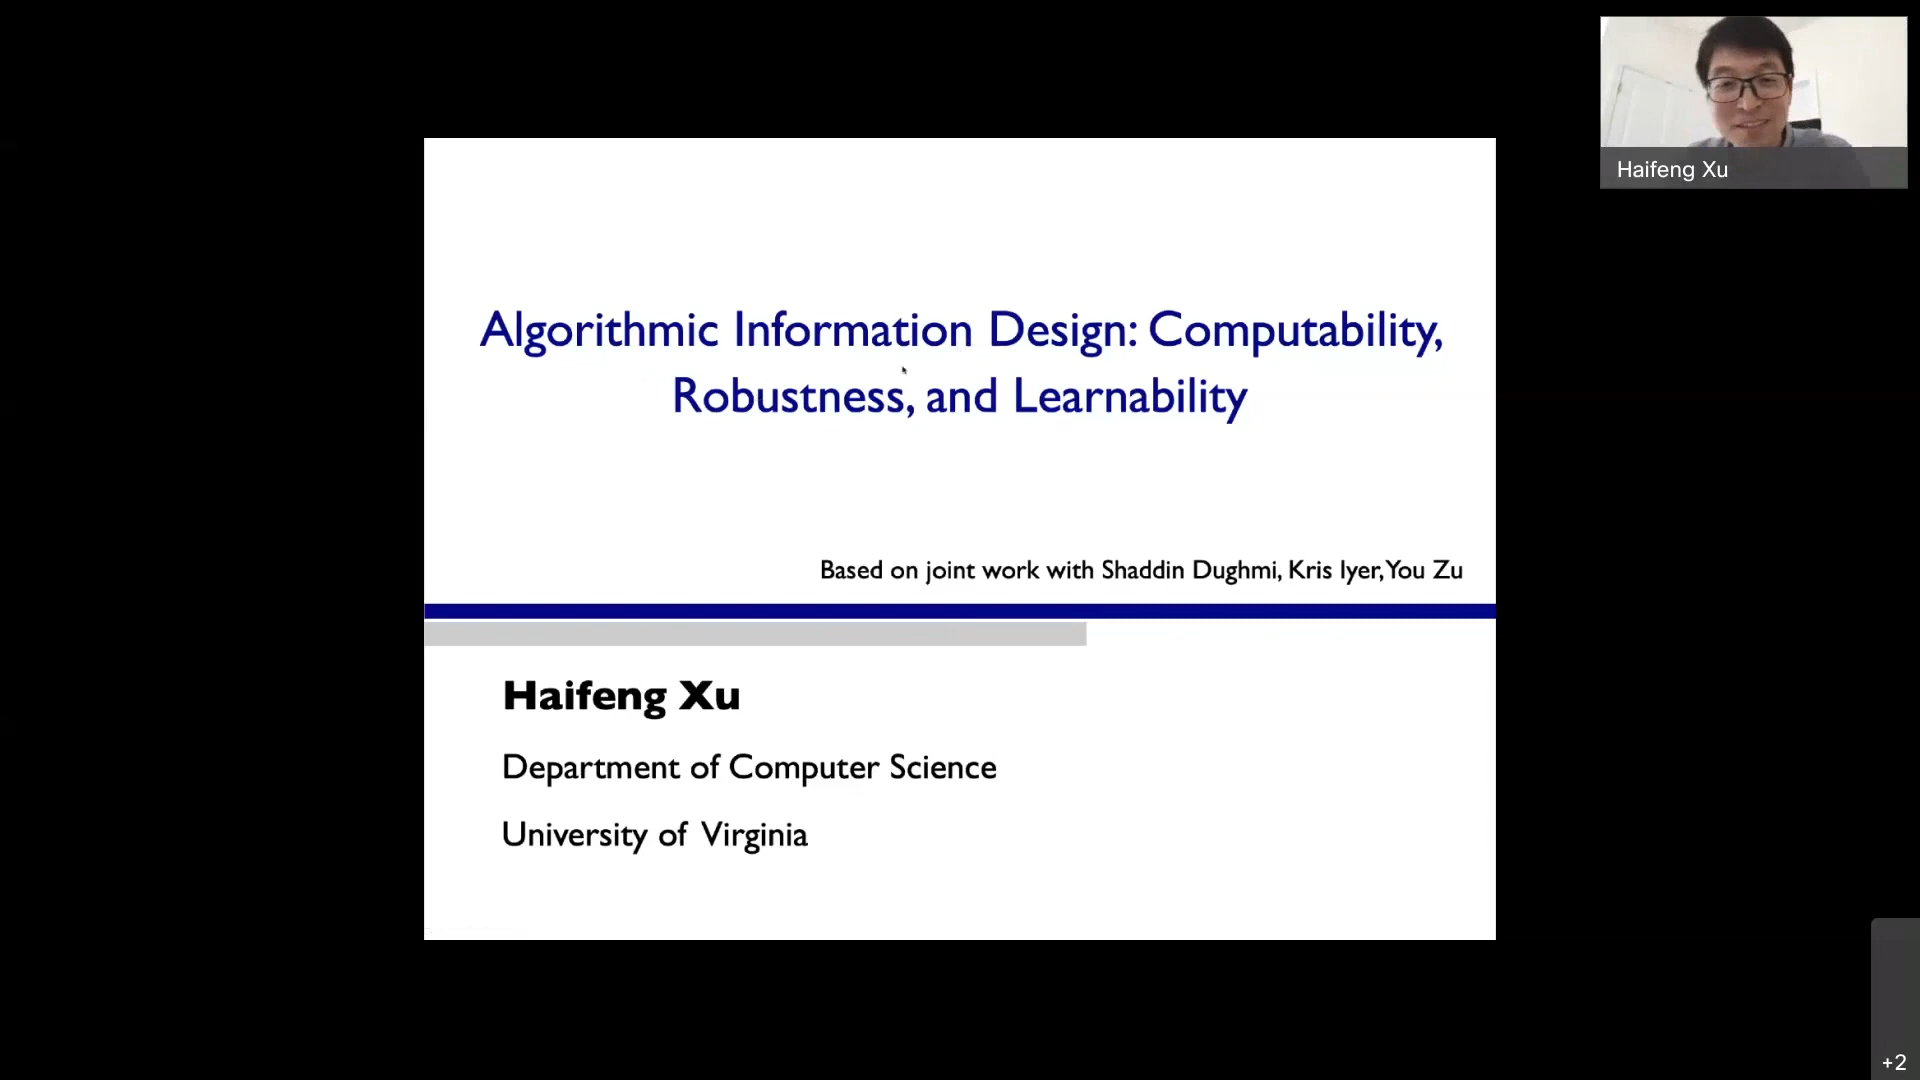 Haifeng Xu
Algorithmic Information Design: Computability,
Robustness, and Learnability
Based on joint work with Shaddin Dughmi, Kris Iyer, You Zu
Haifeng Xu
Department of Computer Science
University of Virginia
+2